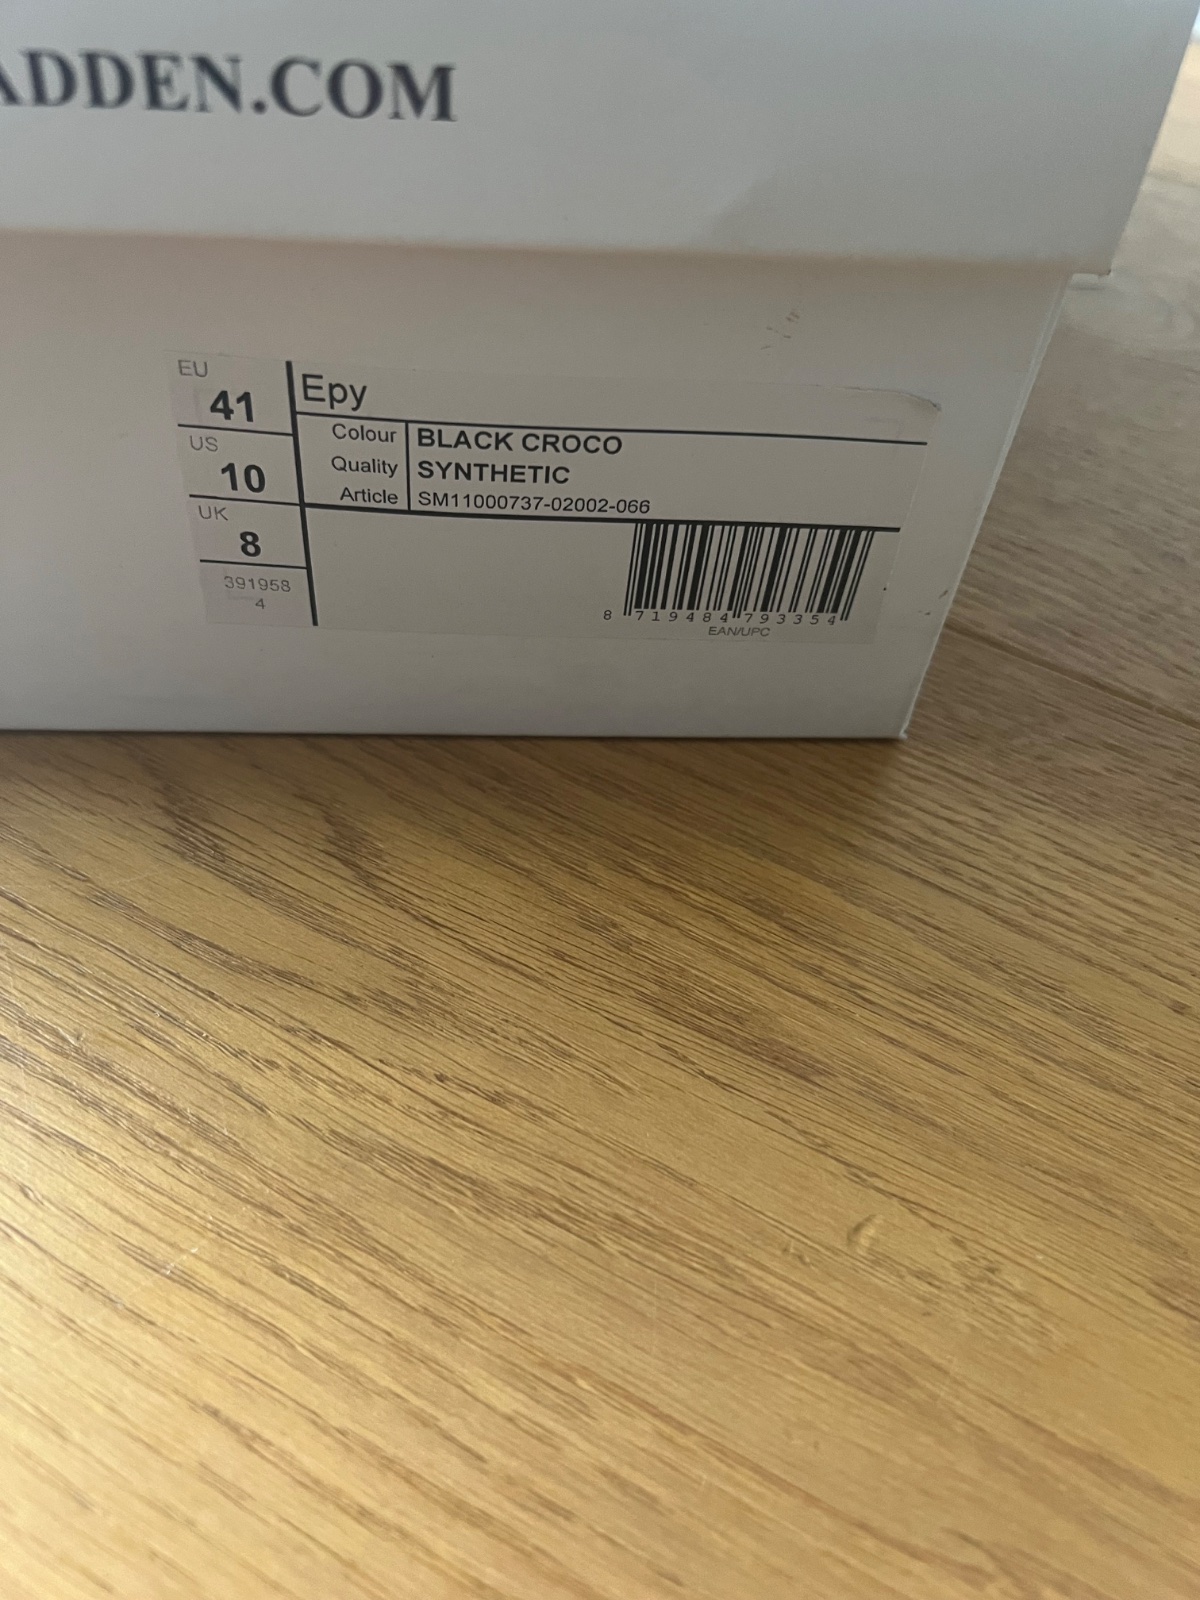 ADDEN.COM
EU
41
US
10
UK
8
391958
4
Epy
Colour BLACK CROCO
Quality SYNTHETIC
Article SM11000737-02002-066
8 719484 793354
EAN/UPC